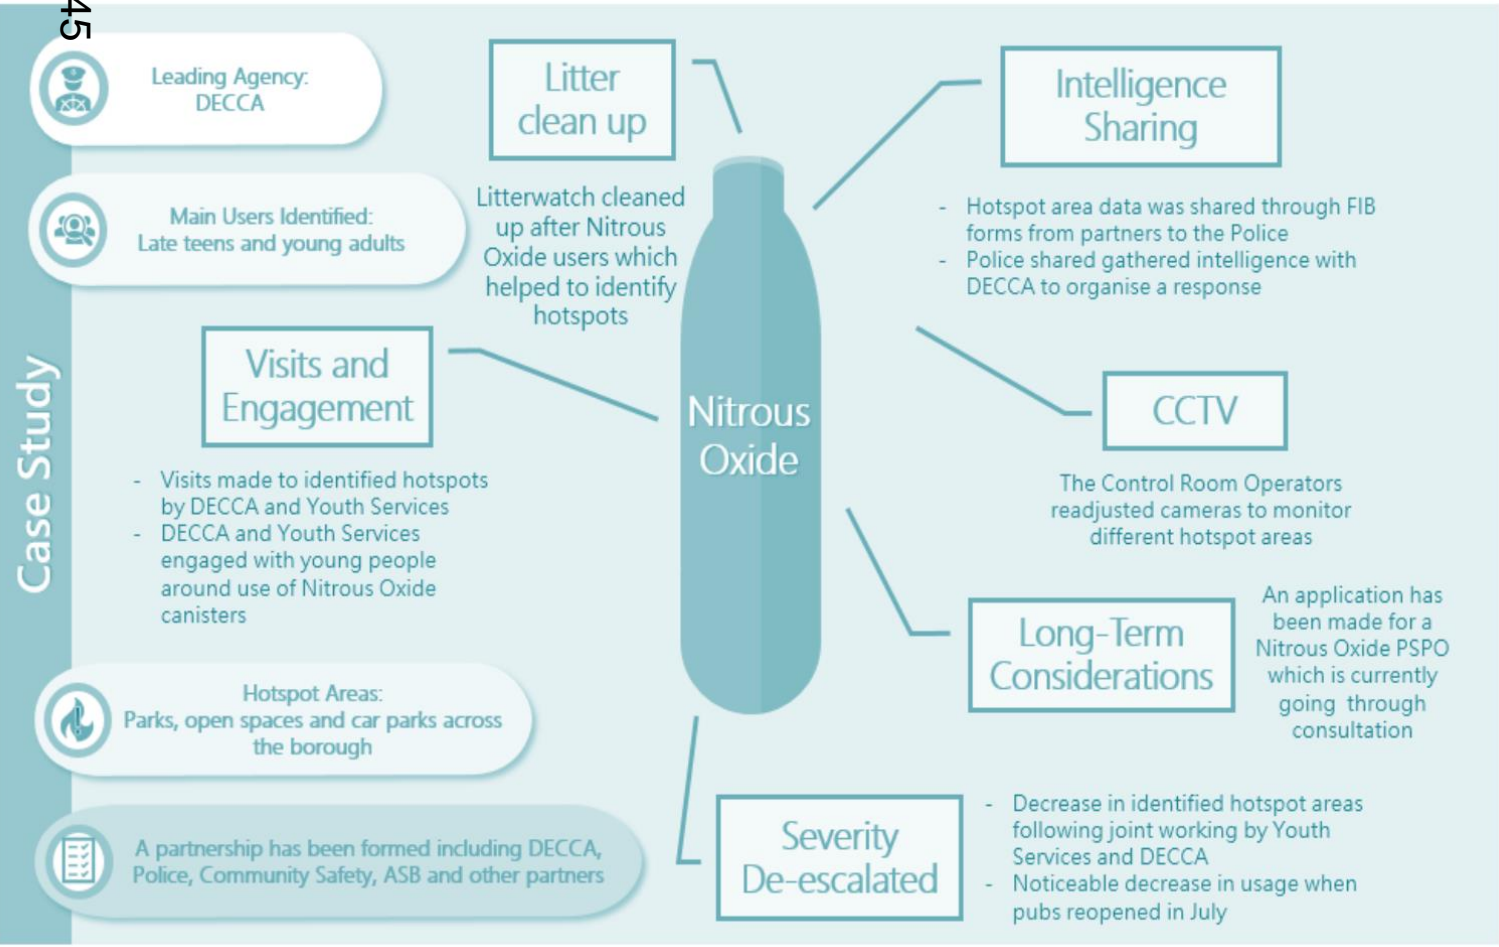 45
Case Study
Leading Agency:
DECCA
Main Users Identified:
Late teens and young adults
Litter
clean up
Litterwatch cleaned
up after Nitrous
Oxide users which
helped to identify
hotspots
Intelligence
Sharing
- Hotspot area data was shared through FIB
forms from partners to the Police
- Police shared gathered intelligence with
DECCA to organise a response
Visits and
Engagement
- Visits made to identified hotspots
by DECCA and Youth Services
- DECCA and Youth Services
engaged with young people
around use of Nitrous Oxide
canisters
Nitrous
Oxide
CCTV
The Control Room Operators
readjusted cameras to monitor
different hotspot areas
Long-Term
Considerations
An application has
been made for a
Nitrous Oxide PSPO
which is currently
going through
consultation
Hotspot Areas:
Parks, open spaces and car parks across
the borough
A partnership has been formed including DECCA,
Police, Community Safety, ASB and other partners
Severity
De-escalated
- Decrease in identified hotspot areas
following joint working by Youth
Services and DECCA
- Noticeable decrease in usage when
pubs reopened in July